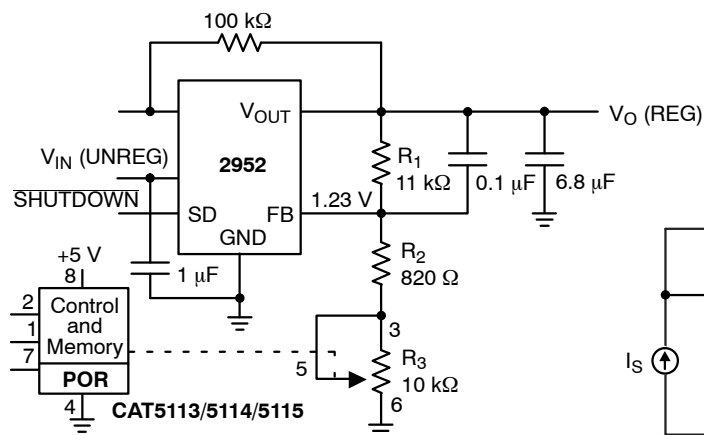 100 kΩ
V_OUT
V_O (REG)
V_IN (UNREG)
2952
R_1
11 kΩ
0.1 µF
6.8 µF
SHUTDOWN
1.23 V
SD
FB
GND
+5 V
8
1 µF
R_2
820 Ω
2
1
7
Control
and
Memory
3
5
R_3
10 kΩ
I_S
POR
6
4
CAT5113/5114/5115